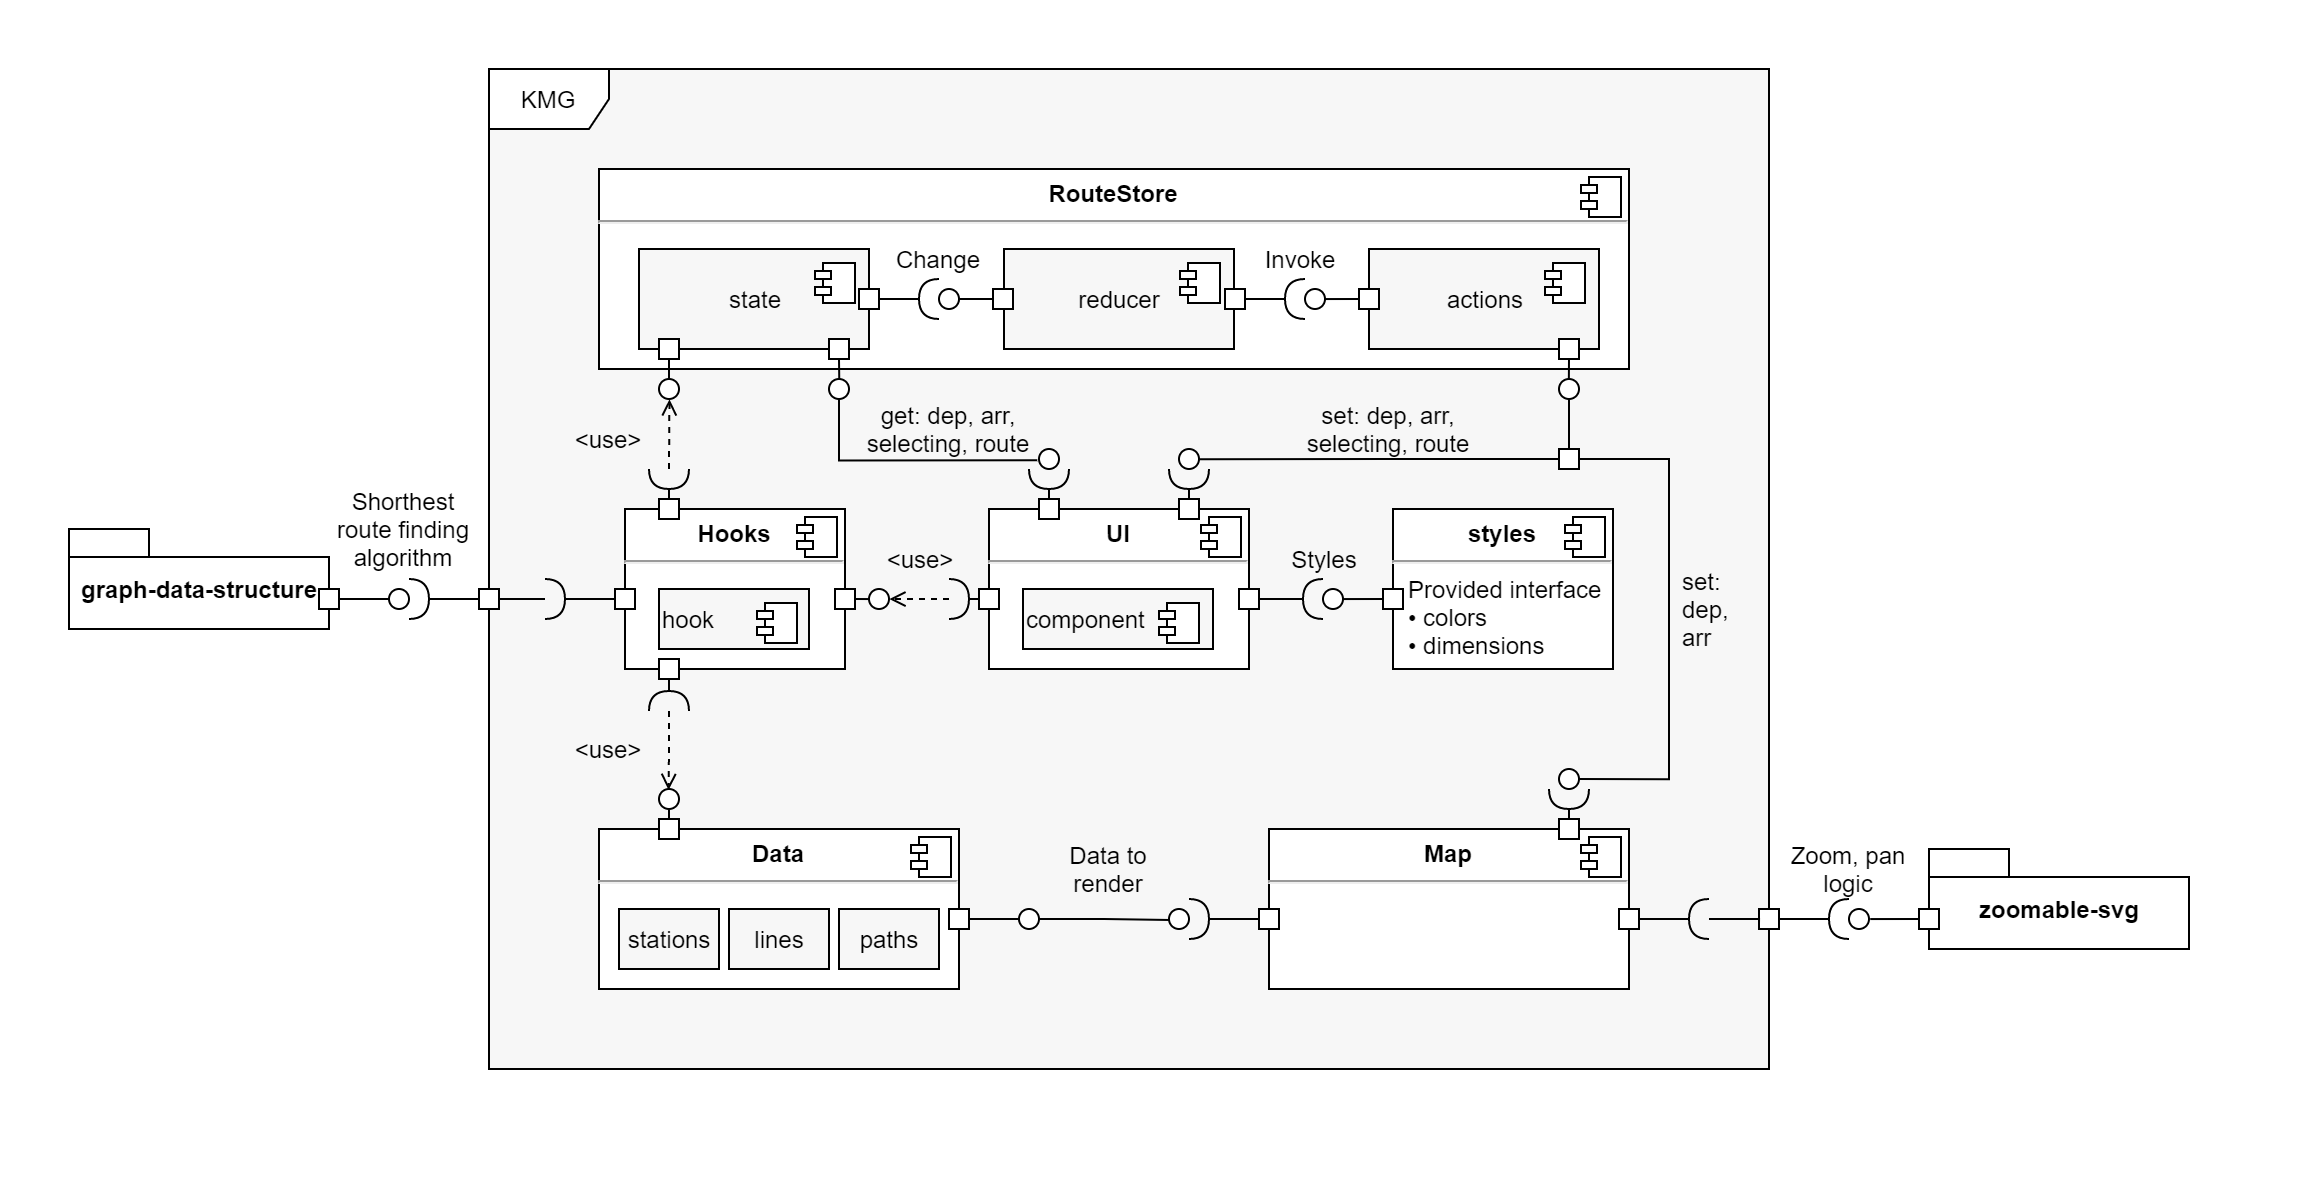 KMG
RouteStore
Change
Invoke
state
reducer
actions
get: dep, arr,
selecting, route
set: dep, arr,
selecting, route
<use>
Shorthest
route finding
algorithm
graph-data-structure
Hooks
hook
<use>
UI
component
Styles
styles
Provided interface
• colors
• dimensions
set:
dep,
arr
<use>
Data
stations
lines
paths
Data to
render
Map
Zoom, pan
logic
zoomable-svg